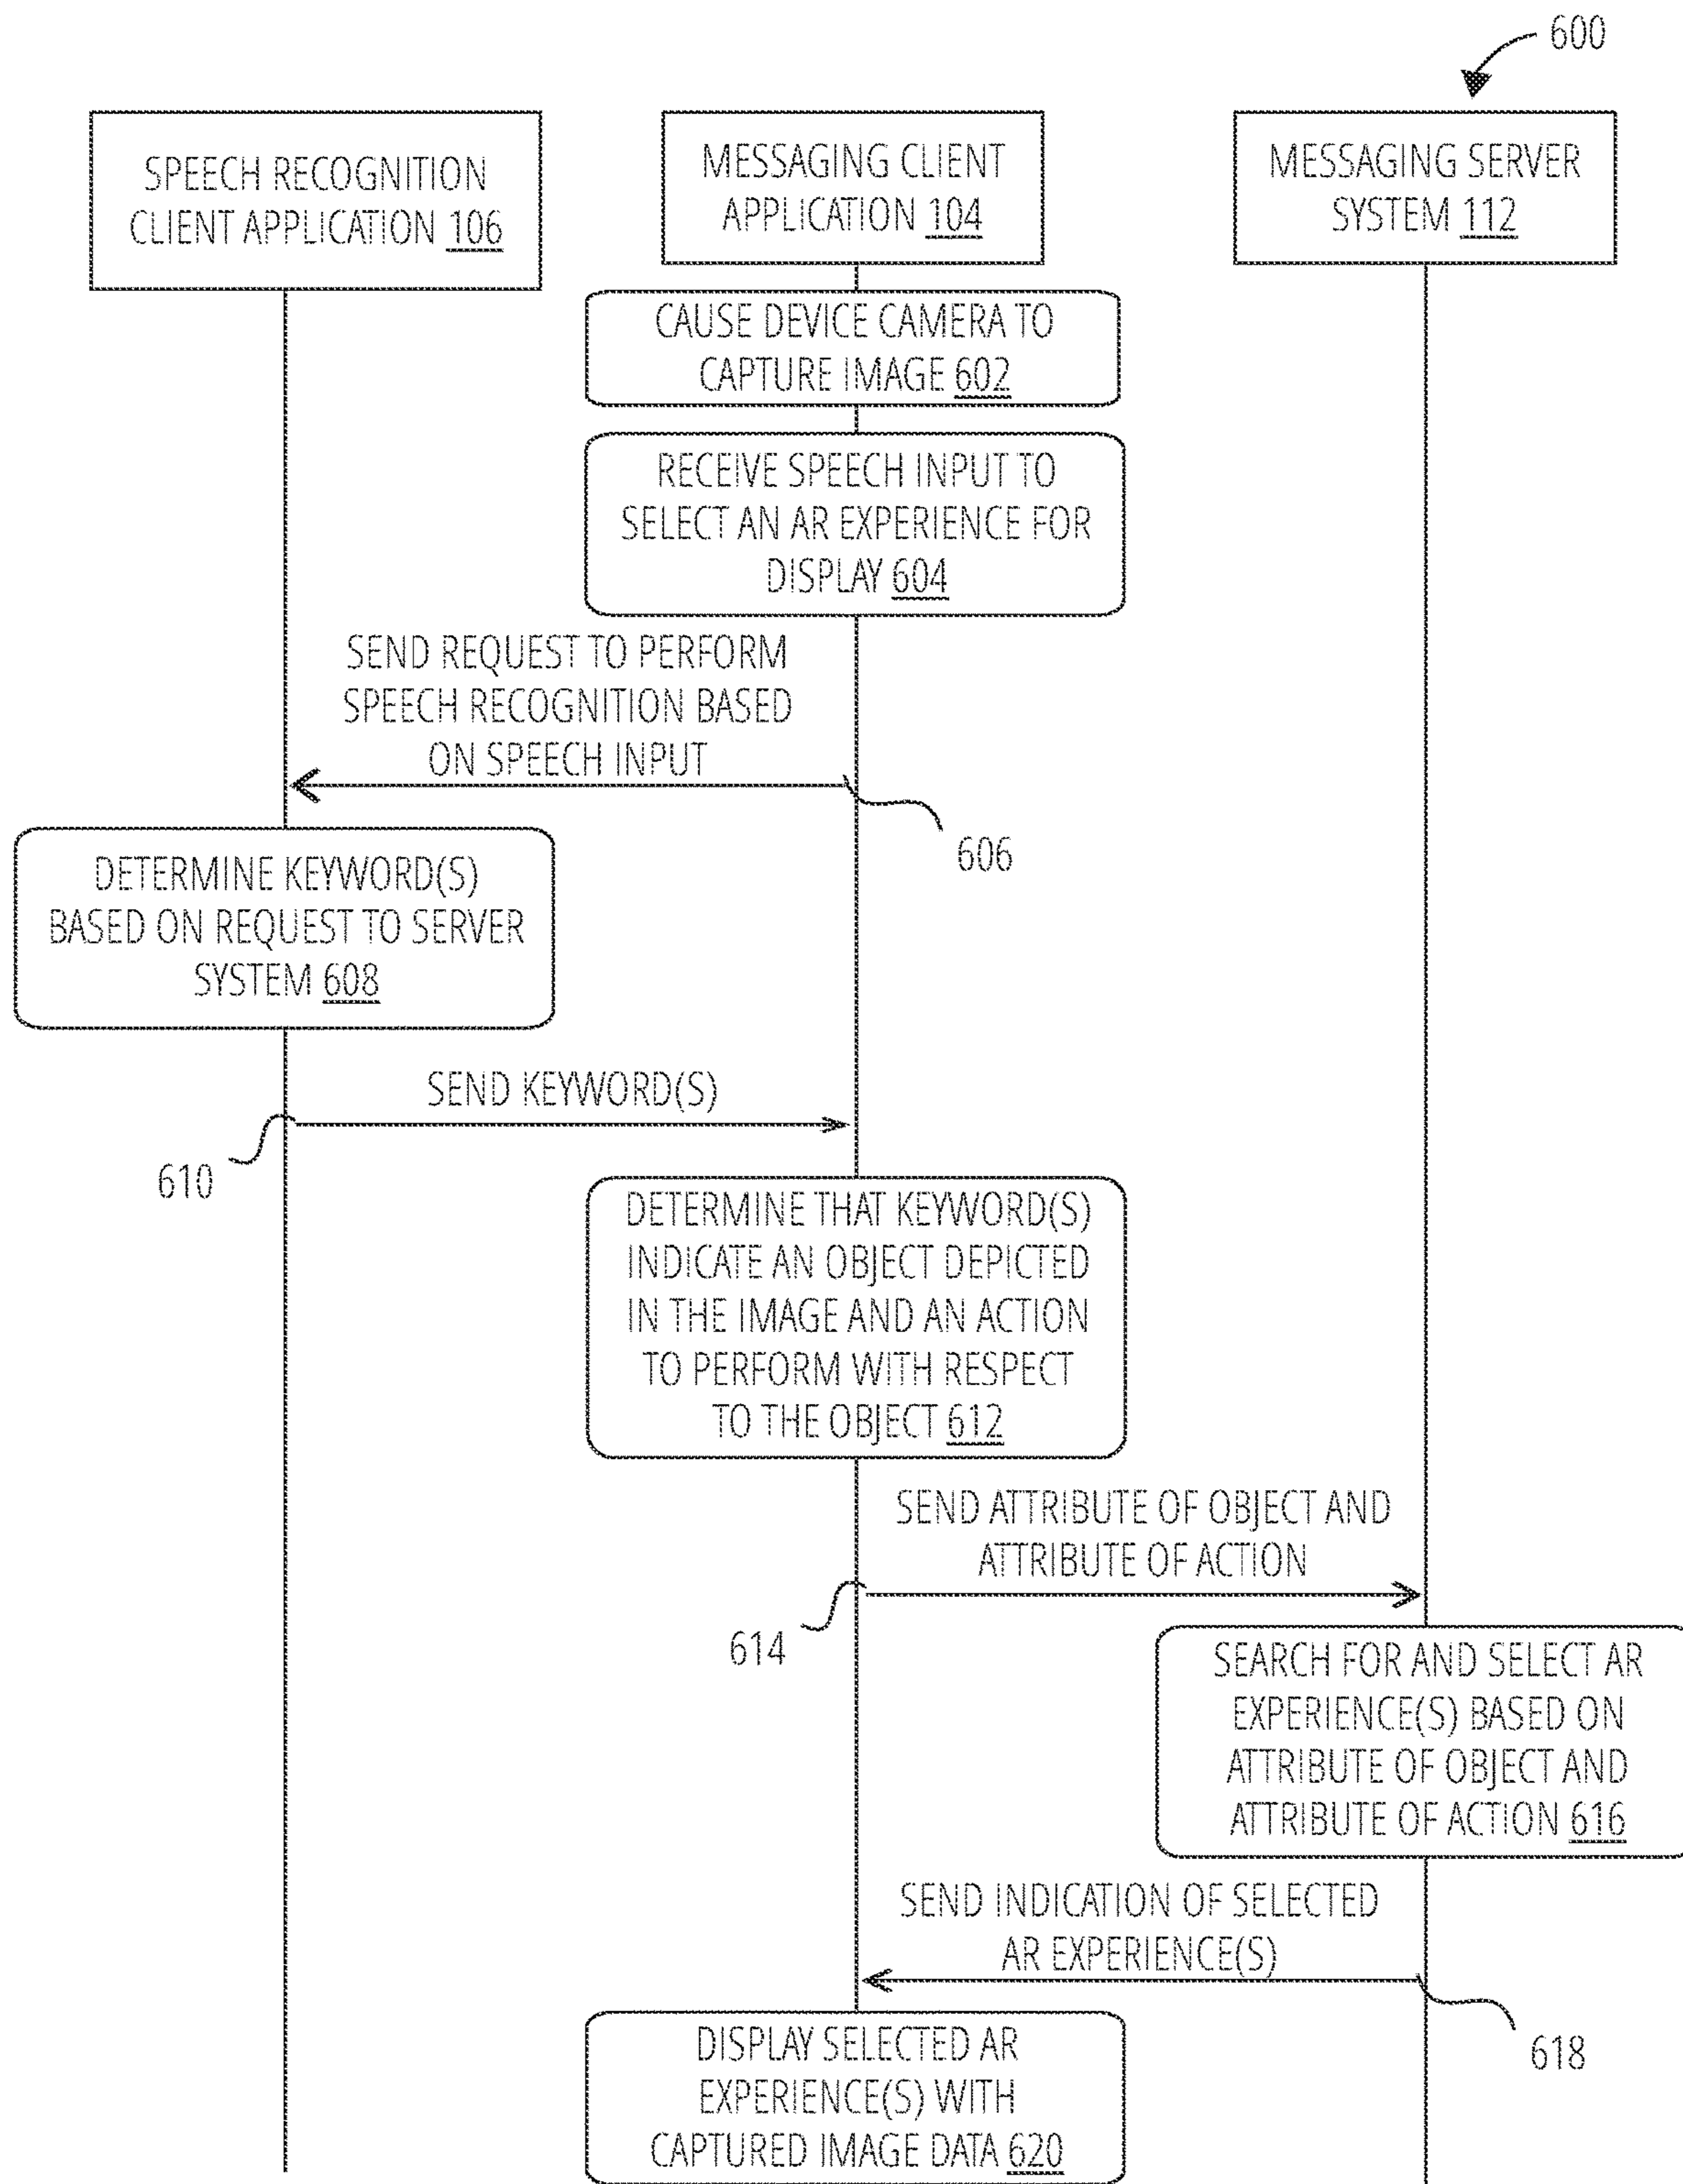 600
SPEECH RECOGNITION
CLIENT APPLICATION 106
MESSAGING CLIENT
APPLICATION 104
MESSAGING SERVER
SYSTEM 112
CAUSE DEVICE CAMERA TO
CAPTURE IMAGE 602
RECEIVE SPEECH INPUT TO
SELECT AN AR EXPERIENCE FOR
DISPLAY 604
SEND REQUEST TO PERFORM
SPEECH RECOGNITION BASED
ON SPEECH INPUT
606
DETERMINE KEYWORD(S)
BASED ON REQUEST TO SERVER
SYSTEM 608
SEND KEYWORD(S)
610
DETERMINE THAT KEYWORD(S)
INDICATE AN OBJECT DEPICTED
IN THE IMAGE AND AN ACTION
TO PERFORM WITH RESPECT
TO THE OBJECT 612
SEND ATTRIBUTE OF OBJECT AND
ATTRIBUTE OF ACTION
614
SEARCH FOR AND SELECT AR
EXPERIENCE(S) BASED ON
ATTRIBUTE OF OBJECT AND
ATTRIBUTE OF ACTION 616
SEND INDICATION OF SELECTED
AR EXPERIENCE(S)
618
DISPLAY SELECTED AR
EXPERIENCE(S) WITH
CAPTURED IMAGE DATA 620